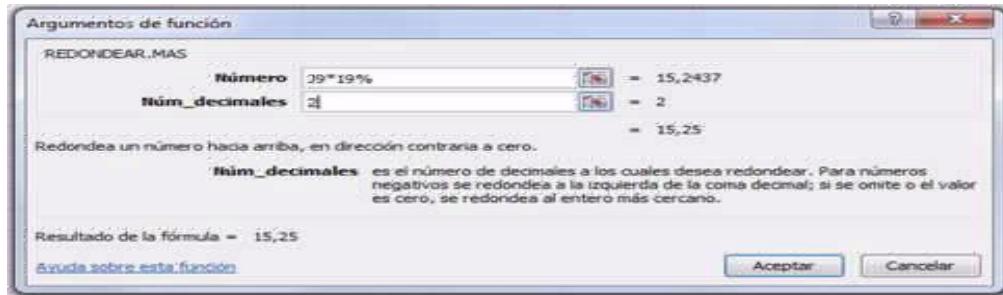 Argumentos de función
REDONDEAR.MAS
Número J9*19% = 15,2437
Núm_decimales 2 = 2
= 15,25
Redondea un número hacia arriba, en dirección contraria a cero.
Núm_decimales es el número de decimales a los cuales desea redondear. Para números
negativos se redondea a la izquierda de la coma decimal; si se omite o el valor
es cero, se redondea al entero más cercano.
Resultado de la fórmula = 15,25
Ayuda sobre esta función Aceptar Cancelar